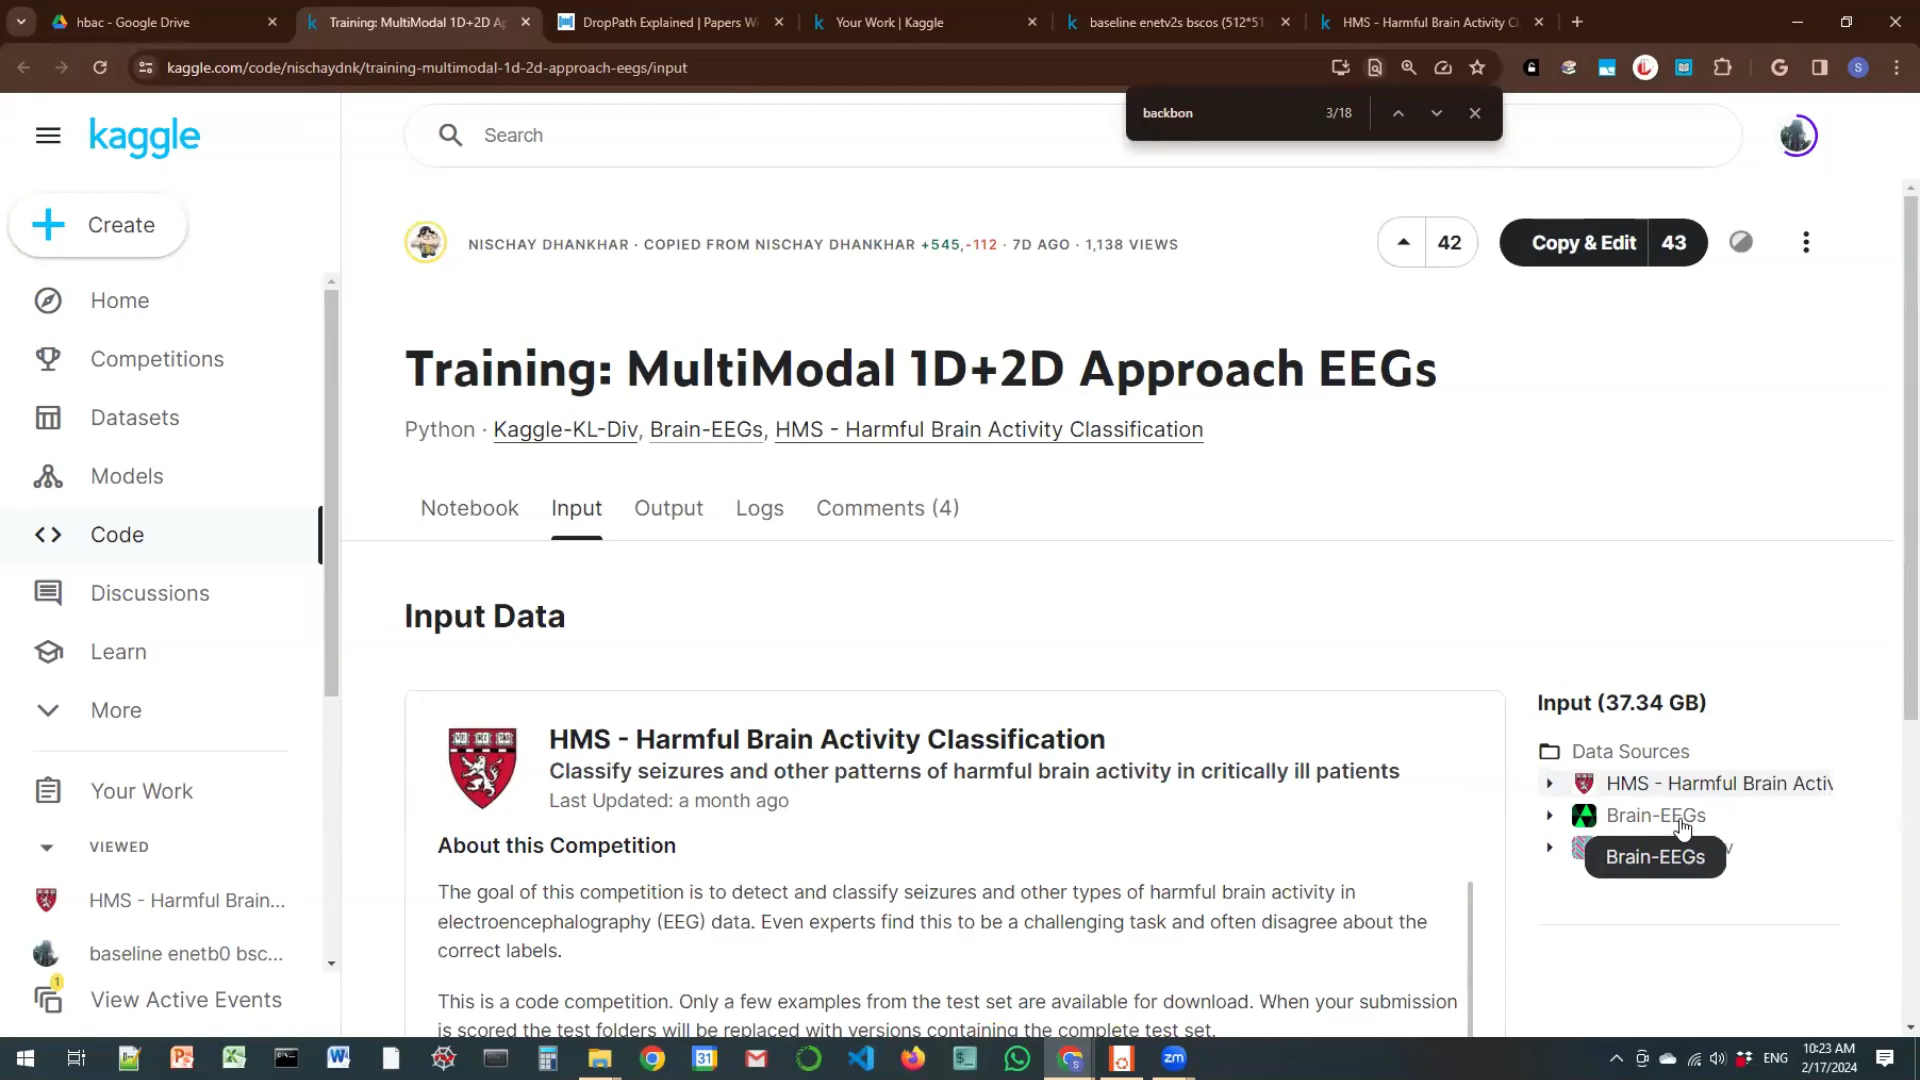 hbac - Google Drive
Training: MultiModal 1D+2D Ap
DropPath Explained | Papers Wi
Your Work | Kaggle
baseline enetv2s bscos (512*51
HMS - Harmful Brain Activity Cl
kaggle.com/code/nischaydnk/training-multimodal-1d-2d-approach-eegs/input
S
backbon
3/18
kaggle
Search
Create
NISCHAY DHANKHAR · COPIED FROM NISCHAY DHANKHAR +545,-112 · 7D AGO · 1,138 VIEWS
42
Copy & Edit
43
Home
Competitions
Datasets
Models
Code
Discussions
Learn
More
Your Work
VIEWED
HMS - Harmful Brain...
baseline enetb0 bsc...
1
View Active Events
Training: MultiModal 1D+2D Approach EEGs
Python · Kaggle-KL-Div, Brain-EEGs, HMS - Harmful Brain Activity Classification
Notebook
Input
Output
Logs
Comments (4)
Input Data
HMS - Harmful Brain Activity Classification
Classify seizures and other patterns of harmful brain activity in critically ill patients
Last Updated: a month ago
About this Competition
The goal of this competition is to detect and classify seizures and other types of harmful brain activity in
electroencephalography (EEG) data. Even experts find this to be a challenging task and often disagree about the
correct labels.
This is a code competition. Only a few examples from the test set are available for download. When your submission
is scored the test folders will be replaced with versions containing the complete test set.
Input (37.34 GB)
Data Sources
HMS - Harmful Brain Activ
Brain-EEGs
Brain-EEGs
ENG
10:23 AM
2/17/2024